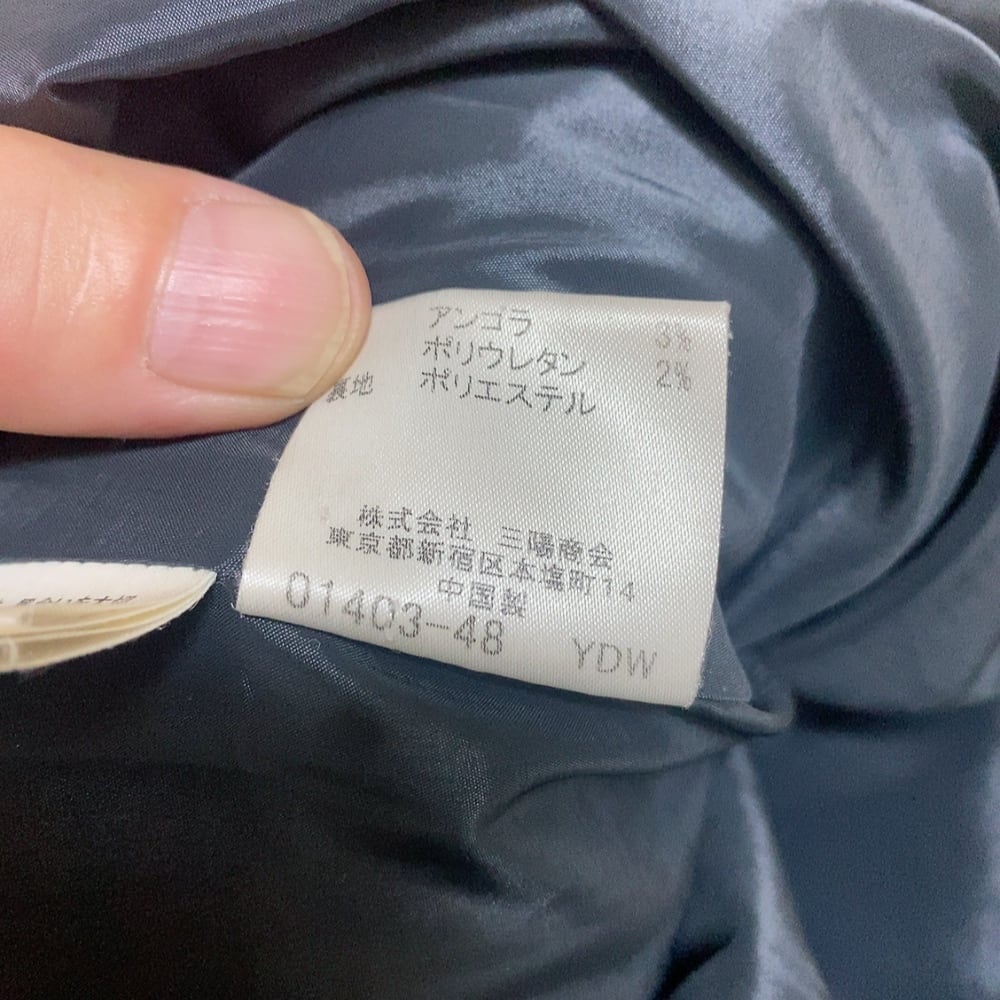 アンゴラ 3%
ポリウレタン 2%
裏地 ポリエステル
株式会社 三陽商会
東京都新宿区本塩町14
中国製
01403-48 YDW